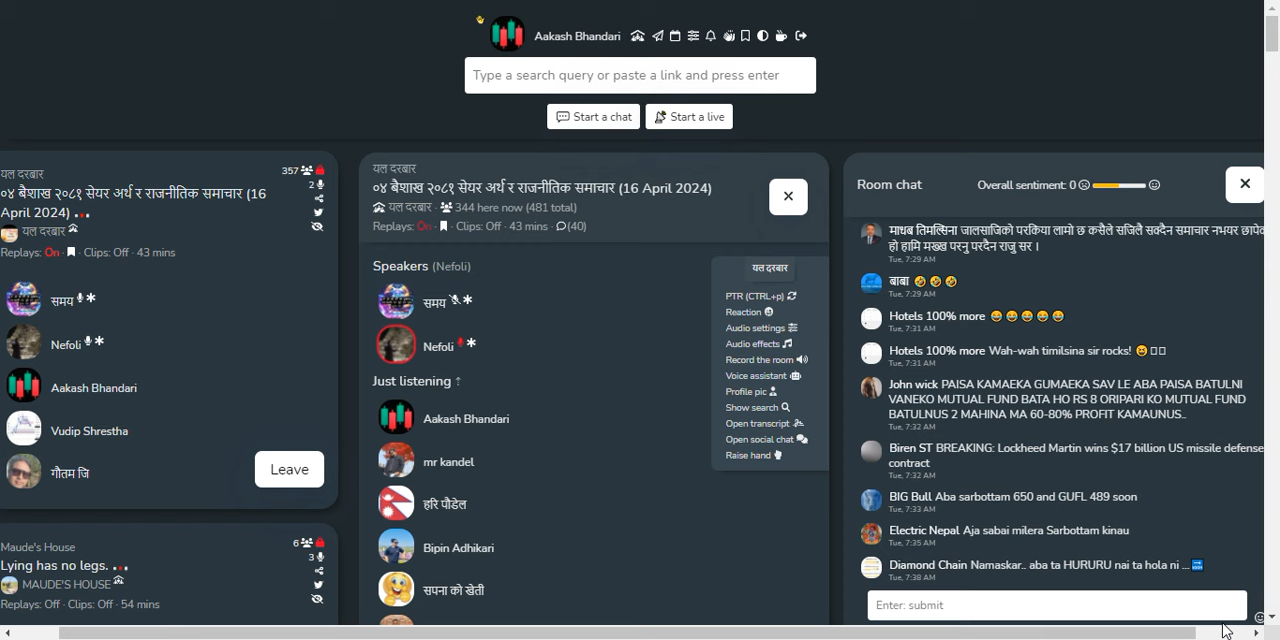 Aakash Bhandari
Type a search query or paste a link and press enter
Start a chat
Start a live
यल दरबार
357
०४ बैशाख २०८१ सेयर अर्थ र राजनीतिक समाचार (16
April 2024)
2
यल दरबार
Replays: On · Clips: Off · 43 mins
समय
Nefoli
Aakash Bhandari
Vudip Shrestha
गौतम जि
Leave
Maude's House
6
Lying has no legs.
3
MAUDE'S HOUSE
Replays: Off · Clips: Off · 54 mins
यल दरबार
०४ बैशाख २०८१ सेयर अर्थ र राजनीतिक समाचार (16 April 2024)
यल दरबार · 344 here now (481 total)
Replays: On · Clips: Off · 43 mins · (40)
Speakers (Nefoli)
समय
Nefoli
Just listening ↑
Aakash Bhandari
mr kandel
हरि पौडेल
Bipin Adhikari
सपना को खेती
यल दरबार
PTR (CTRL+p)
Reaction
Audio settings
Audio effects
Record the room
Voice assistant
Profile pic
Show search
Open transcript
Open social chat
Raise hand
Room chat
Overall sentiment: 0
माधब तिमल्सिना जालसाजिको परकिया लामो छ कसैले सजिलै सक्दैन समाचार नभयर छापेक
हो हामि मख्ख परनु परदैन राजु सर ।
Tue, 7:29 AM
बाबा 🤣 🤣 🤣
Tue, 7:29 AM
Hotels 100% more 😂 😂 😂 😂 😂
Tue, 7:31 AM
Hotels 100% more Wah-wah timilsina sir rocks! 😆
Tue, 7:31 AM
John wick PAISA KAMAEKA GUMAEKA SAV LE ABA PAISA BATULNI
VANEKO MUTUAL FUND BATA HO RS 8 ORIPARI KO MUTUAL FUND
BATULNUS 2 MAHINA MA 60-80% PROFIT KAMAUNUS..
Tue, 7:32 AM
Biren ST BREAKING: Lockheed Martin wins $17 billion US missile defense
contract
Tue, 7:32 AM
BIG Bull Aba sarbottam 650 and GUFL 489 soon
Tue, 7:33 AM
Electric Nepal Aja sabai milera Sarbottam kinau
Tue, 7:35 AM
Diamond Chain Namaskar.. aba ta HURURU nai ta hola ni ...🔜
Tue, 7:38 AM
Enter: submit